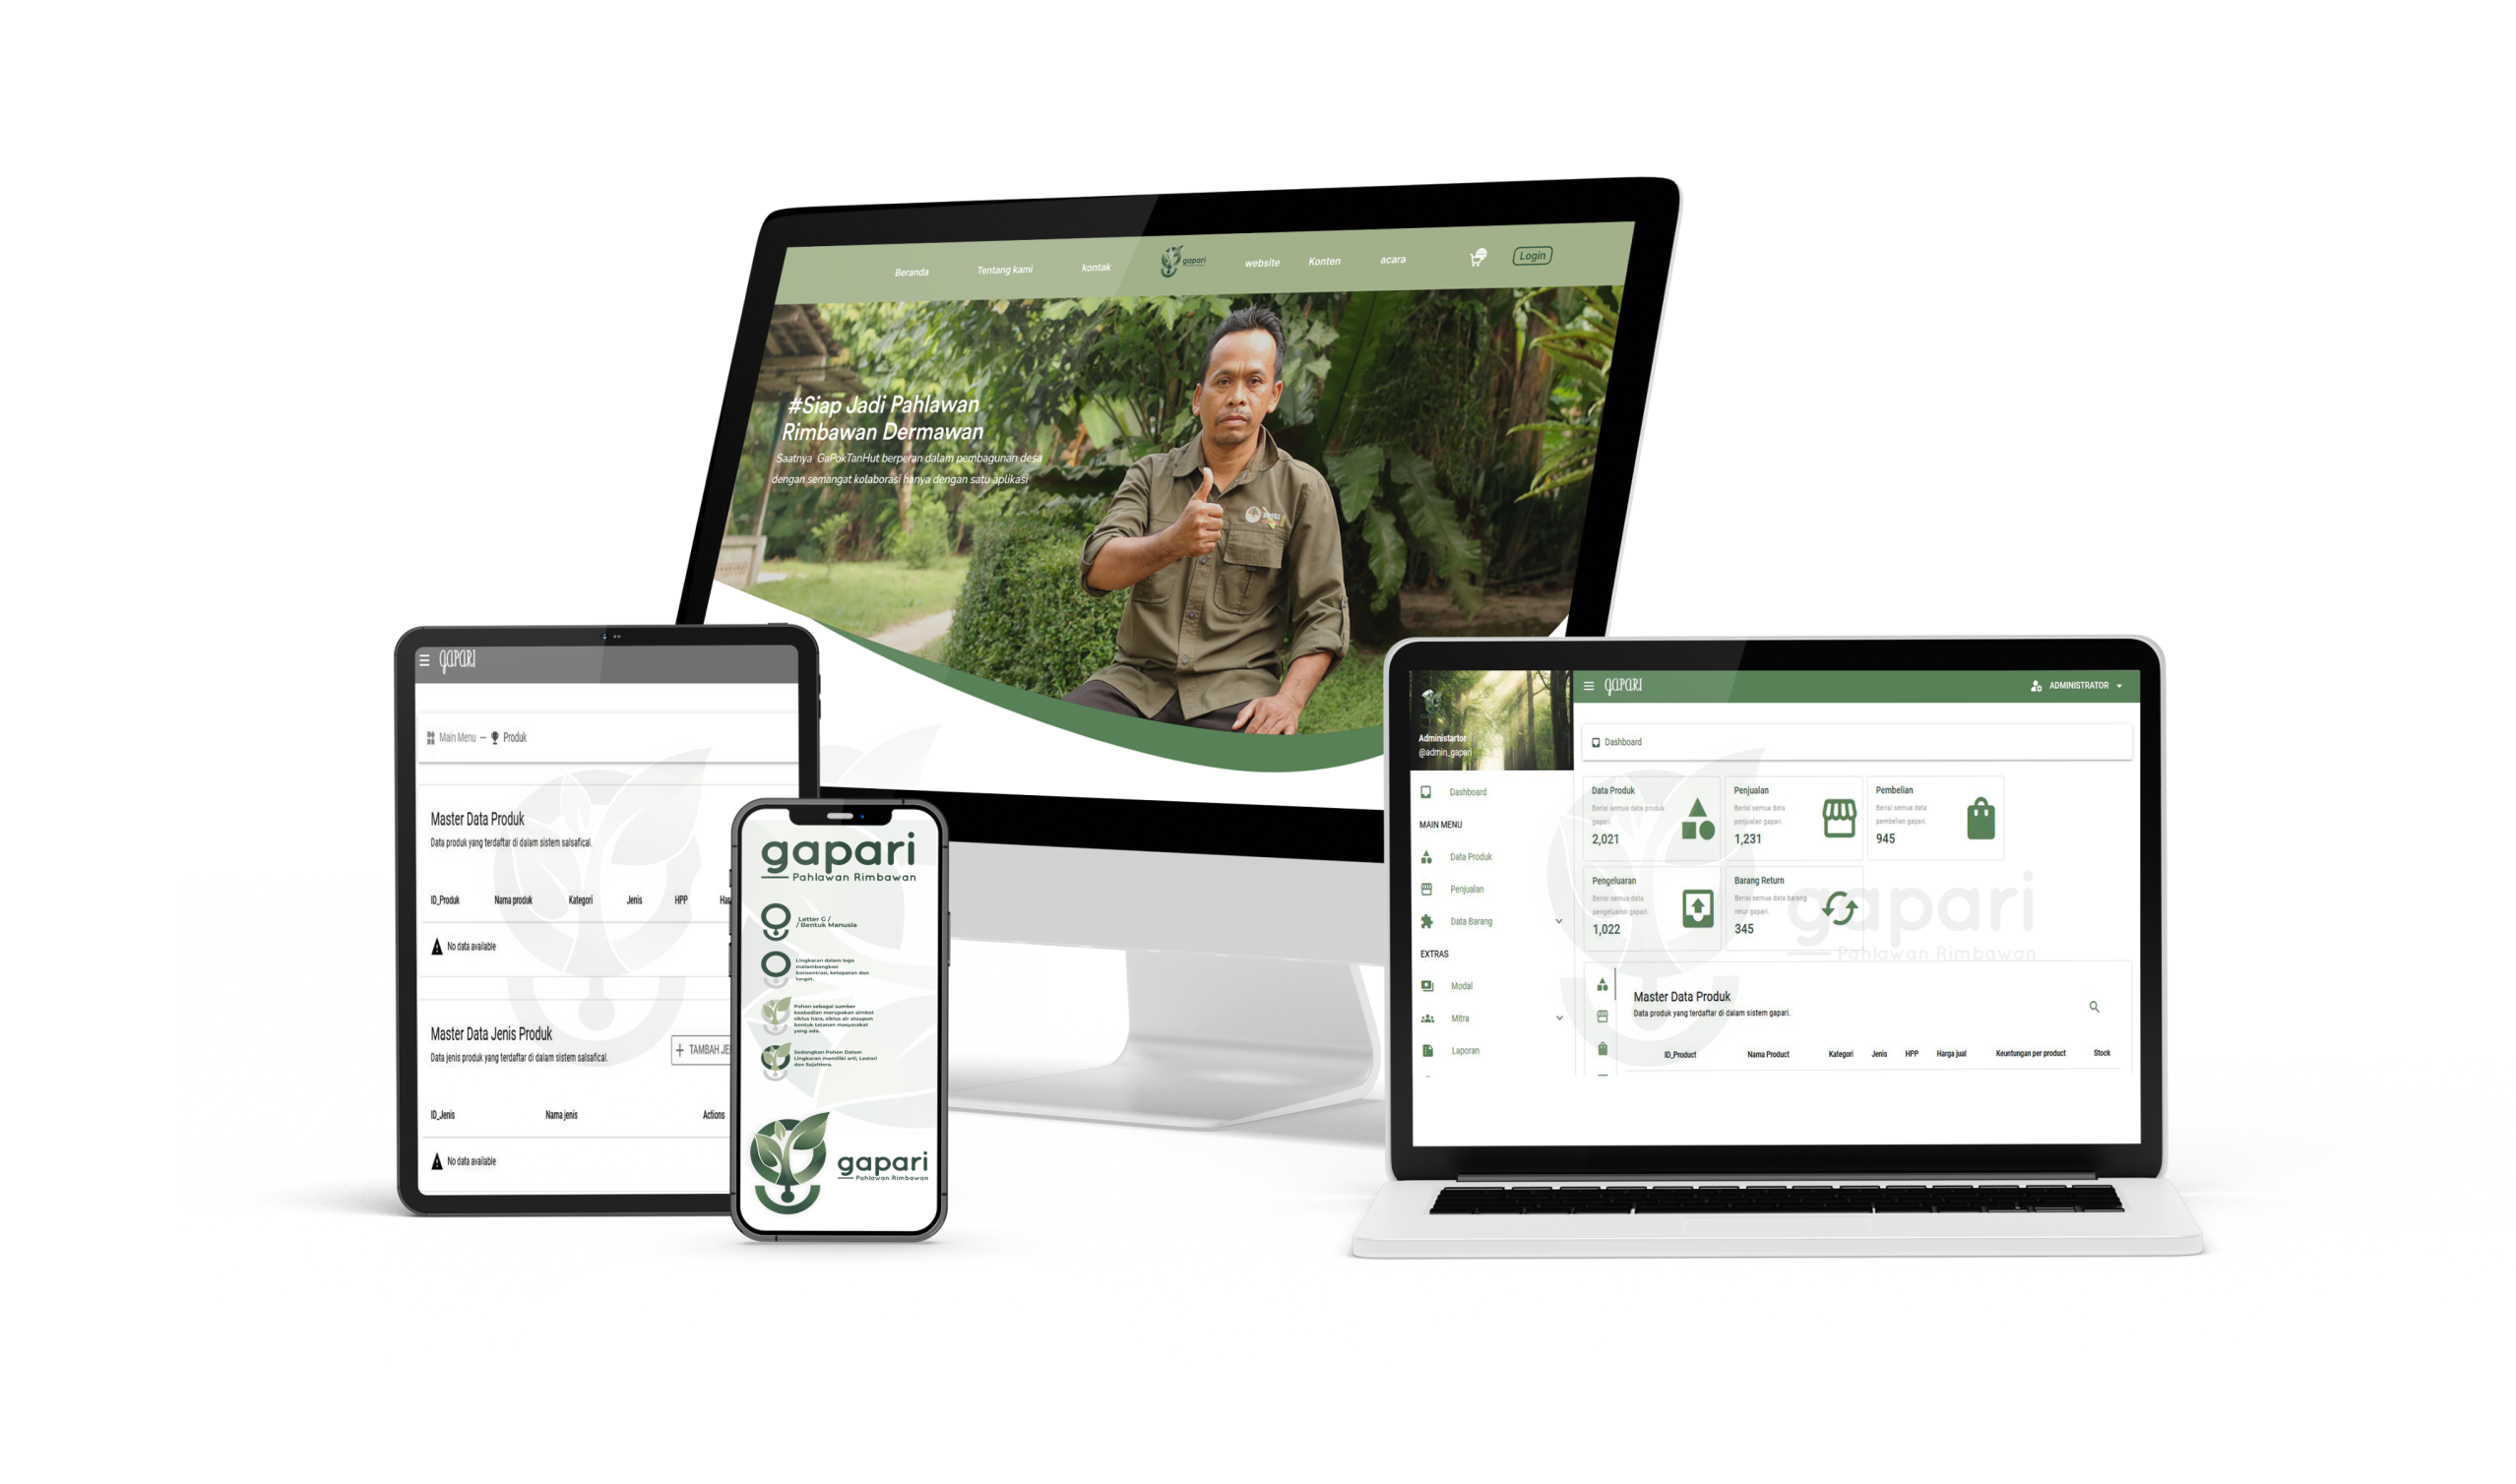 Beranda
Tentang kami
kontak
gapari
website
Konten
acara
Login
#Siap Jadi Pahlawan
Rimbawan Dermawan
Saatnya GaPokTanHut berperan dalam pembagunan desa
dengan semangat kolaborasi hanya dengan satu aplikasi
gapari
Main Menu – Produk
Master Data Produk
Data produk yang terdaftar di dalam sistem salsafical.
ID_Produk Nama produk Kategori Jenis HPP Har
No data available
Master Data Jenis Produk
Data jenis produk yang terdaftar di dalam sistem salsafical.
+ TAMBAH JE
ID_Jenis Nama jenis Actions
No data available
gapari
Pahlawan Rimbawan
Letter G /
/ Bentuk Manusia
Lingkaran dalam logo
melambangkan
konsentrasi, ketepatan dan
target.
Pohon sebagai sumber
keabadian merupakan simbol
siklus hara, siklus air ataupun
bentuk tatanan masyarakat
yang ada.
Sedangkan Pohon Dalam
Lingkaran memiliki arti, Lestari
dan Sejahtera.
gapari
Pahlawan Rimbawan
Administartor
@admin_gapari
Dashboard
MAIN MENU
Data Produk
Penjualan
Data Barang
EXTRAS
Modal
Mitra
Laporan
gapari
ADMINISTRATOR
Dashboard
Data Produk
Berisi semua data produk
gapari.
2,021
Penjualan
Berisi semua data
penjualan gapari.
1,231
Pembelian
Berisi semua data
pembelian gapari.
945
Pengeluaran
Berisi semua data
pengeluaran gapari.
1,022
Barang Return
Berisi semua data barang
retur gapari.
345
gapari
Pahlawan Rimbawan
Master Data Produk
Data produk yang terdaftar di dalam sistem gapari.
ID_Product Nama Product Kategori Jenis HPP Harga jual Keuntungan per product Stock